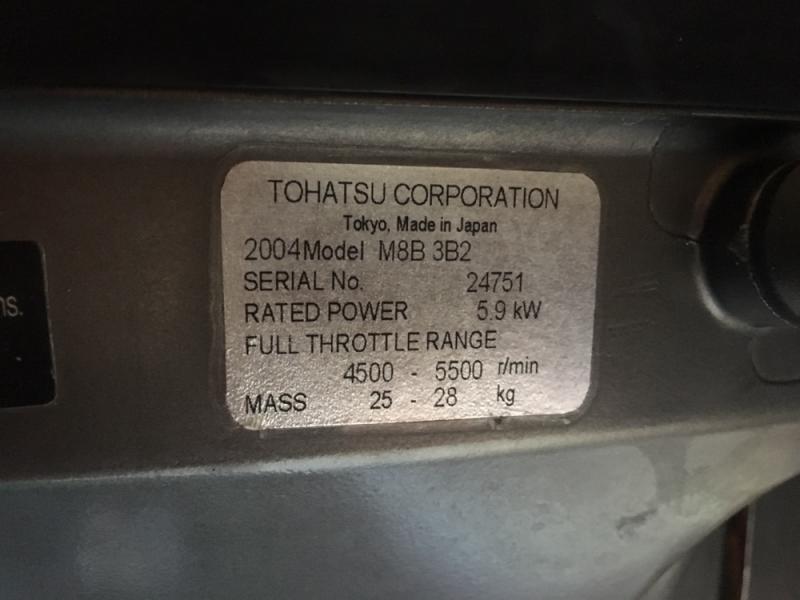 TOHATSU CORPORATION
Tokyo, Made in Japan
2004Model M8B 3B2
SERIAL No. 24751
RATED POWER 5.9 kW
FULL THROTTLE RANGE
4500 - 5500 r/min
MASS 25 - 28 kg